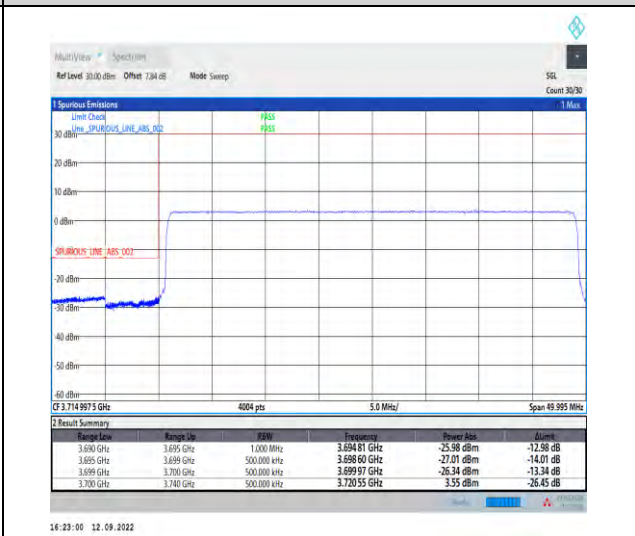 MultiView Spectrum
Ref Level 30.00 dBm Offset 7.84 dB Mode Sweep SGL
Count 30/30
1 Spurious Emissions 1 Max
Limit Check PASS
Line _SPURIOUS_LINE_ABS_002 PASS
30 dBm
20 dBm
10 dBm
0 dBm
_SPURIOUS_LINE_ABS_002
-20 dBm
-30 dBm
-40 dBm
-50 dBm
-60 dBm
CF 3.714 997 5 GHz 4004 pts 5.0 MHz/ Span 49.995 MHz
2 Result Summary
Range Low Range Up RBW Frequency Power Abs ΔLimit
3.690 GHz 3.695 GHz 1.000 MHz 3.694 81 GHz -25.98 dBm -12.98 dB
3.695 GHz 3.699 GHz 500.000 kHz 3.698 60 GHz -27.01 dBm -14.01 dB
3.699 GHz 3.700 GHz 500.000 kHz 3.699 97 GHz -26.34 dBm -13.34 dB
3.700 GHz 3.740 GHz 500.000 kHz 3.720 55 GHz 3.55 dBm -26.45 dB
16:23:00 12.09.2022